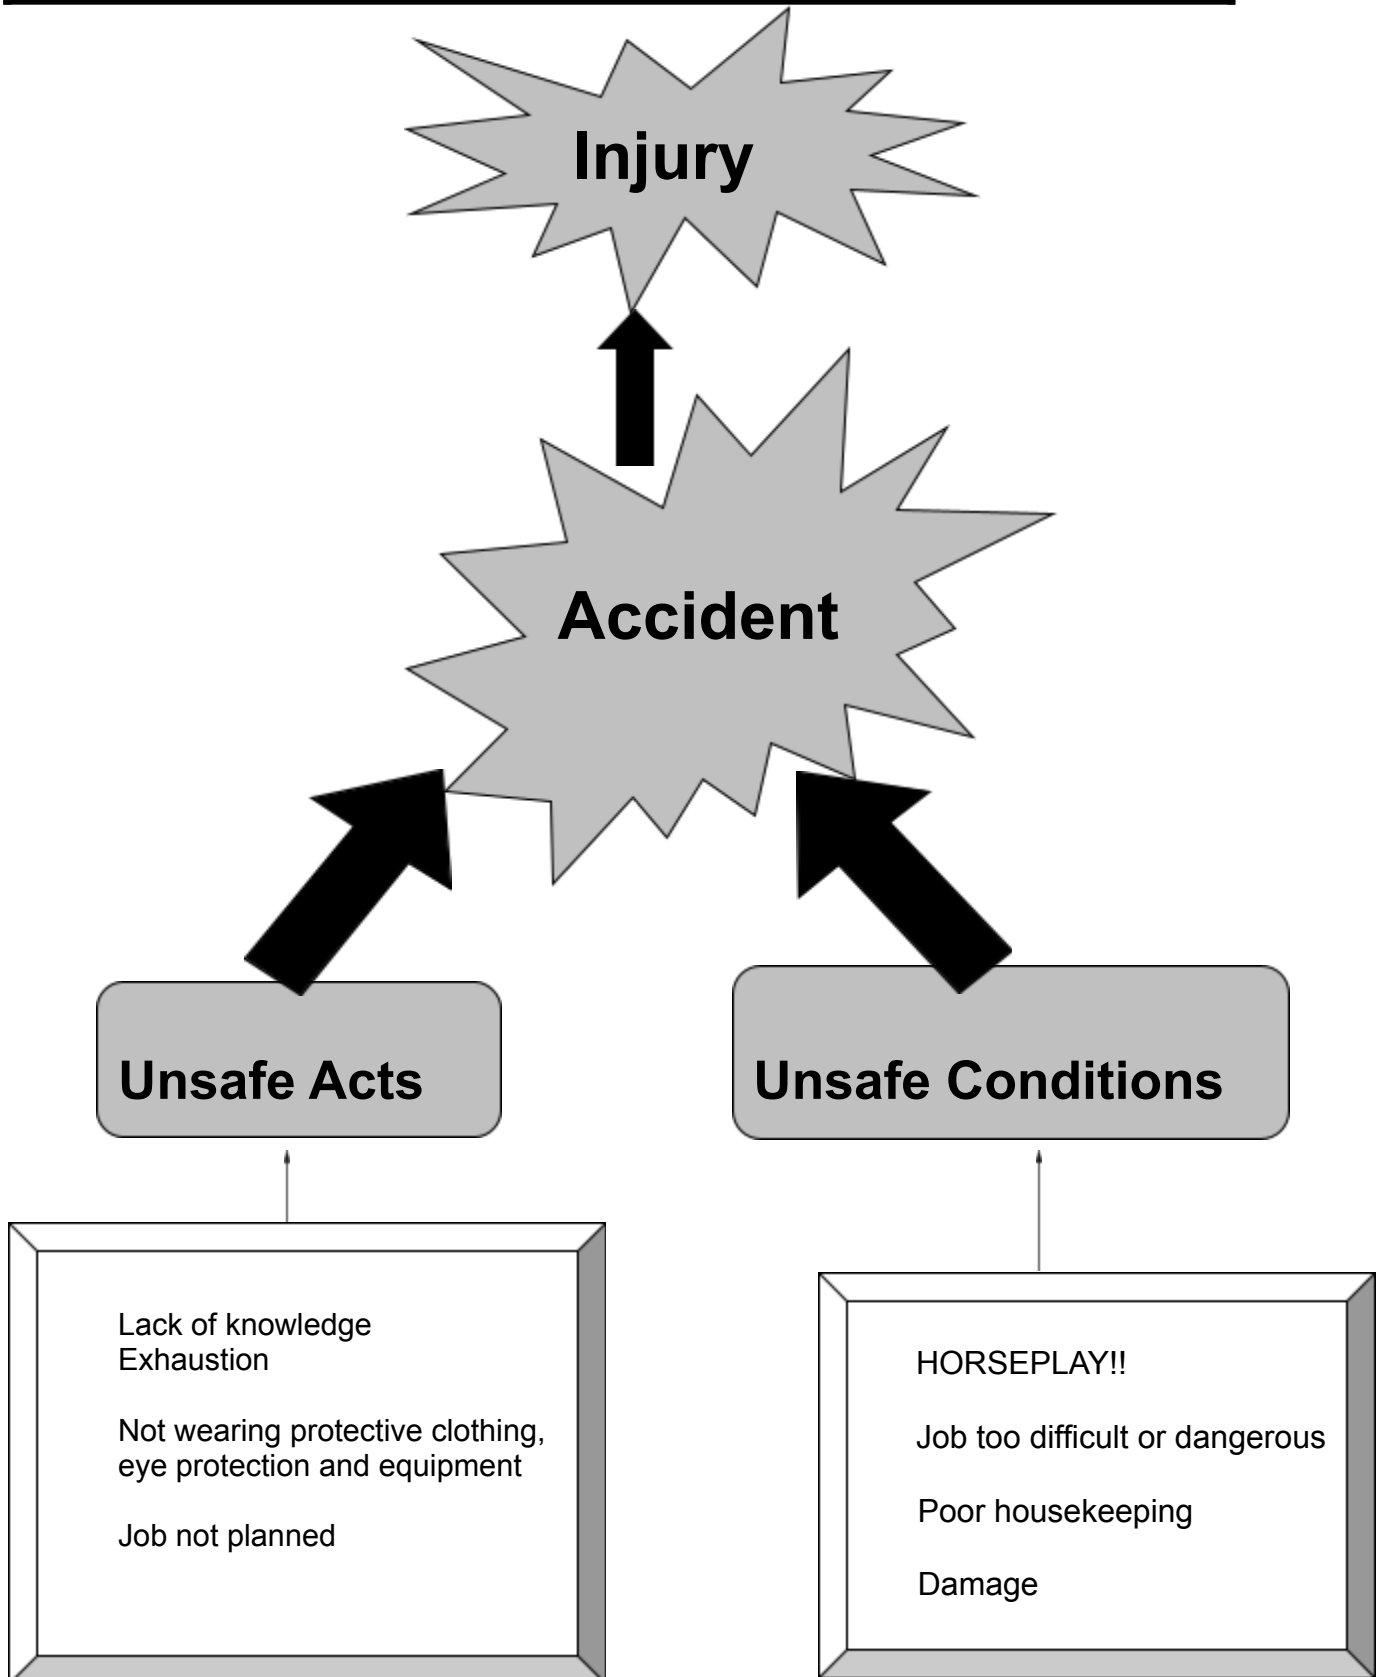 Injury
Accident
Unsafe Acts
Unsafe Conditions
Lack of knowledge
Exhaustion
Not wearing protective clothing,
eye protection and equipment
Job not planned
HORSEPLAY!!
Job too difficult or dangerous
Poor housekeeping
Damage